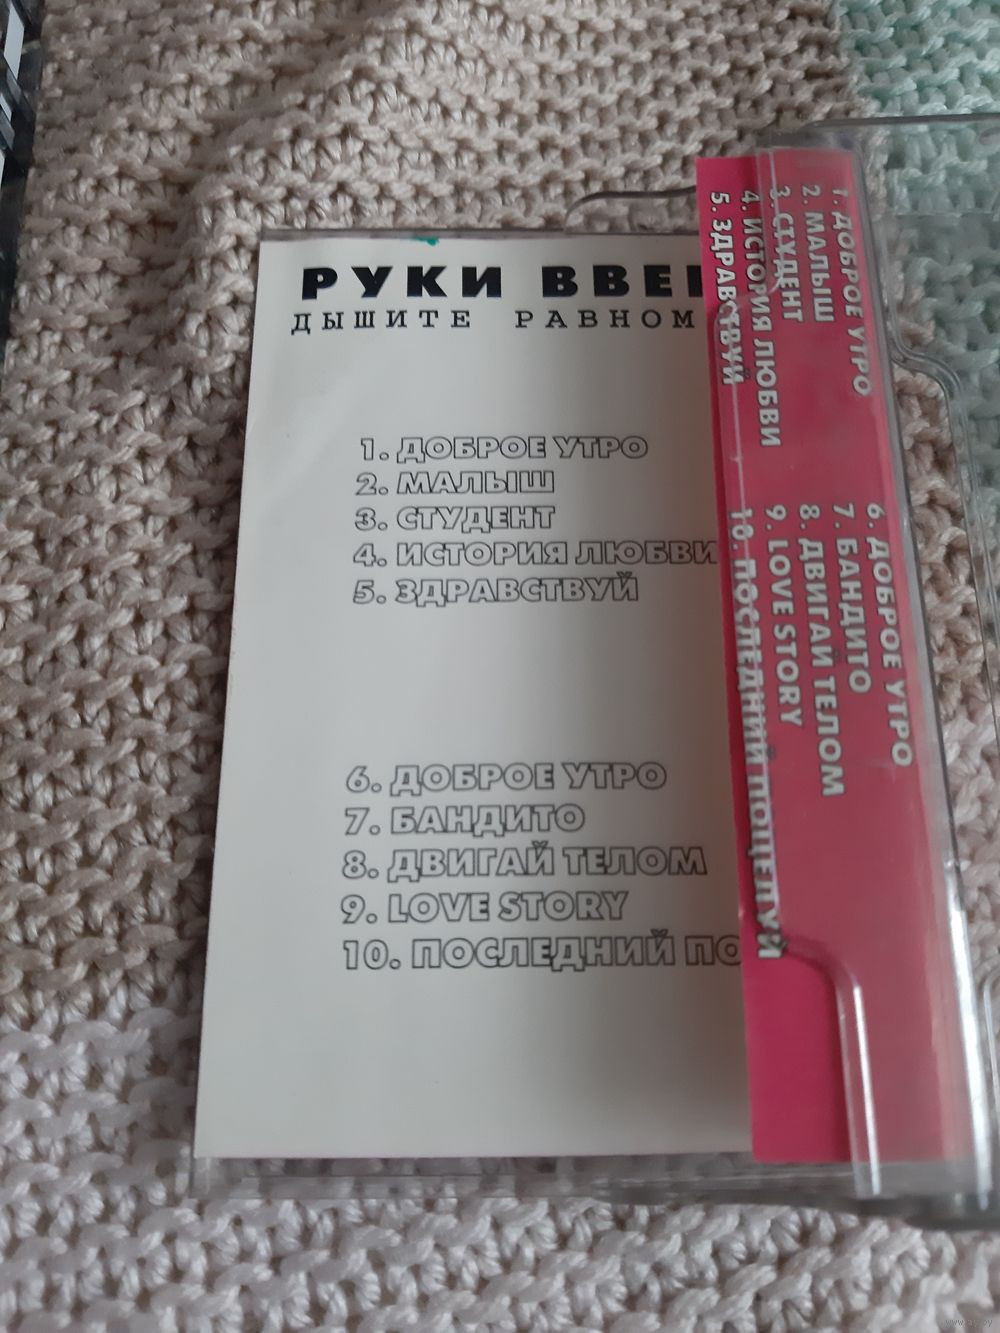 РУКИ ВВЕР
ДЫШИТЕ РАВНОМ
1. ДОБРОЕ УТРО
2. МАЛЫШ
3. СТУДЕНТ
4. ИСТОРИЯ ЛЮБВИ
5. ЗДРАВСТВУЙ
6. ДОБРОЕ УТРО
7. БАНДИТО
8. ДВИГАЙ ТЕЛОМ
9. LOVE STORY
10. ПОСЛЕДНИЙ ПО
1. ДОБРОЕ УТРО
2. МАЛЫШ
3. СТУДЕНТ
4. ИСТОРИЯ ЛЮБВИ
5. ЗДРАВСТВУЙ
6. ДОБРОЕ УТРО
7. БАНДИТО
8. ДВИГАЙ ТЕЛОМ
9. LOVE STORY
10. ПОСЛЕДНИЙ ПОЦЕЛУЙ